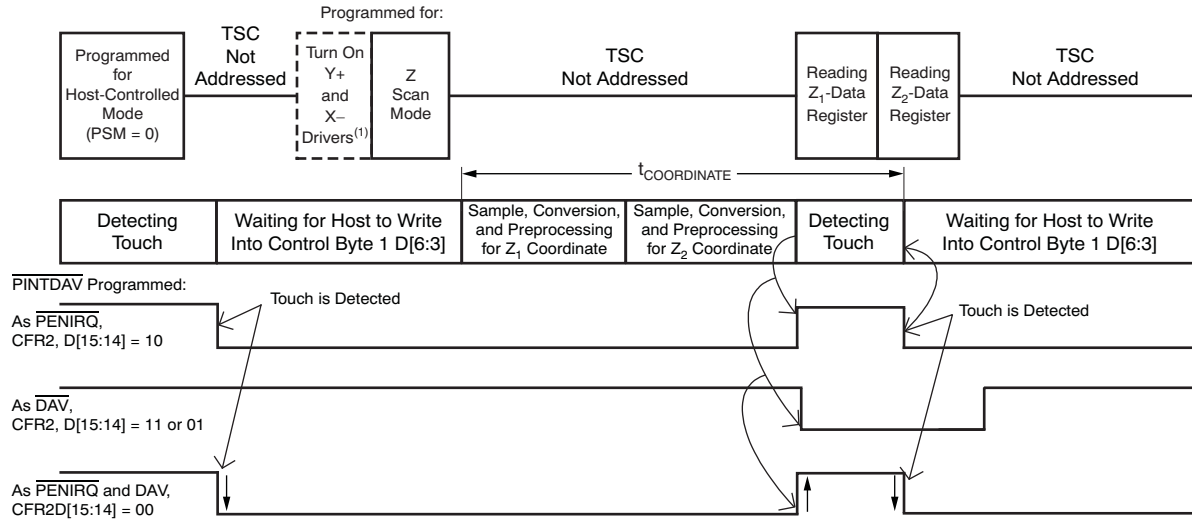 Programmed for:
Programmed
for
Host-Controlled
Mode
(PSM = 0)
TSC
Not
Addressed
Turn On
Y+
and
X–
Drivers(1)
Z
Scan
Mode
TSC
Not Addressed
Reading
Z1-Data
Register
Reading
Z2-Data
Register
TSC
Not Addressed
tCOORDINATE
Detecting
Touch
Waiting for Host to Write
Into Control Byte 1 D[6:3]
Sample, Conversion,
and Preprocessing
for Z1 Coordinate
Sample, Conversion,
and Preprocessing
for Z2 Coordinate
Detecting
Touch
Waiting for Host to Write
Into Control Byte 1 D[6:3]
PINTDAV Programmed:
Touch is Detected
Touch is Detected
As PENIRQ,
CFR2, D[15:14] = 10
As DAV,
CFR2, D[15:14] = 11 or 01
As PENIRQ and DAV,
CFR2D[15:14] = 00